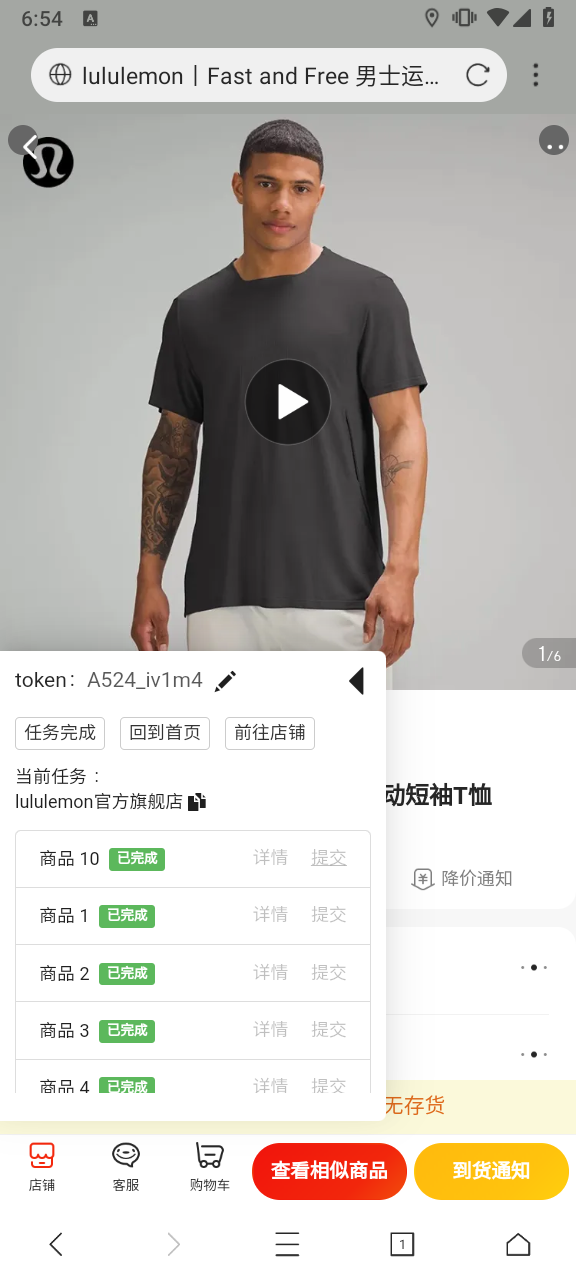 6:54
A
lululemon丨Fast and Free 男士运...
1/6
token: A524_iv1m4
任务完成 回到首页 前往店铺
当前任务：
lululemon官方旗舰店
动短袖T恤
商品 10 已完成 详情 提交
降价通知
商品 1 已完成 详情 提交
商品 2 已完成 详情 提交
商品 3 已完成 详情 提交
商品 4 已完成 详情 提交
无存货
店铺 客服 购物车 查看相似商品 到货通知
1